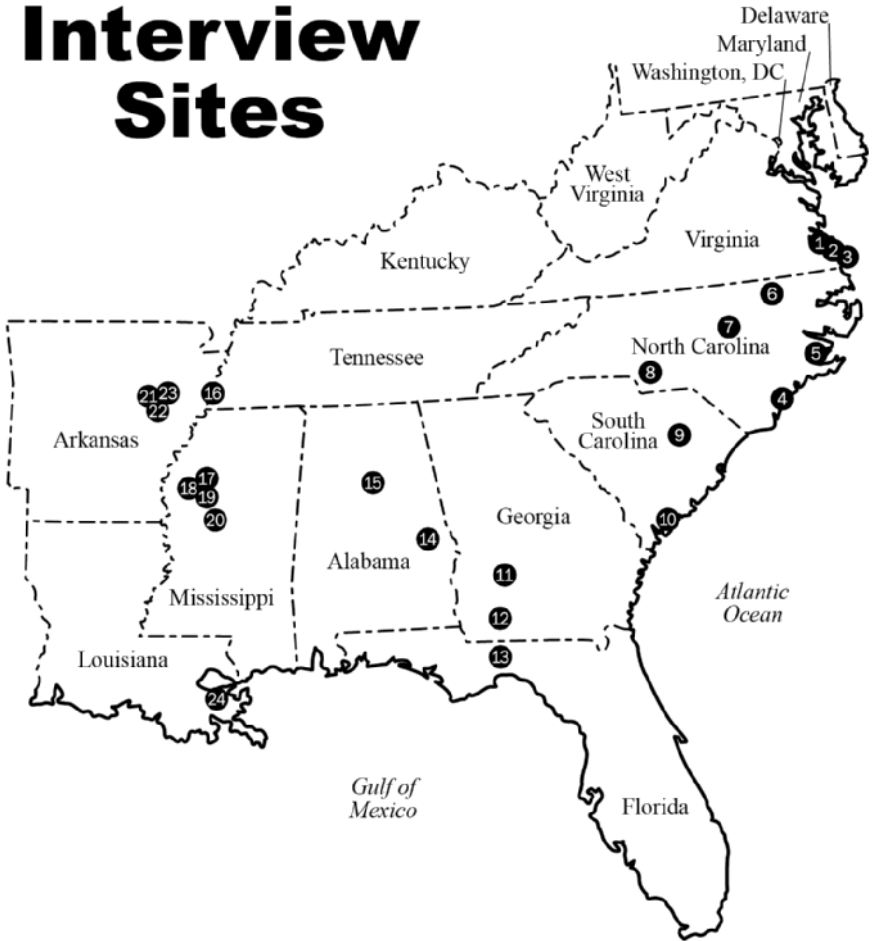 Interview
Sites
Delaware
Maryland
Washington, DC
West
Virginia
Virginia
Kentucky
1
2
3
6
7
Tennessee
North Carolina
5
8
21
23
16
22
4
Arkansas
South
Carolina
9
15
17
18
19
20
Georgia
10
14
Alabama
11
Mississippi
12
Atlantic
Ocean
Louisiana
13
24
Gulf of
Mexico
Florida